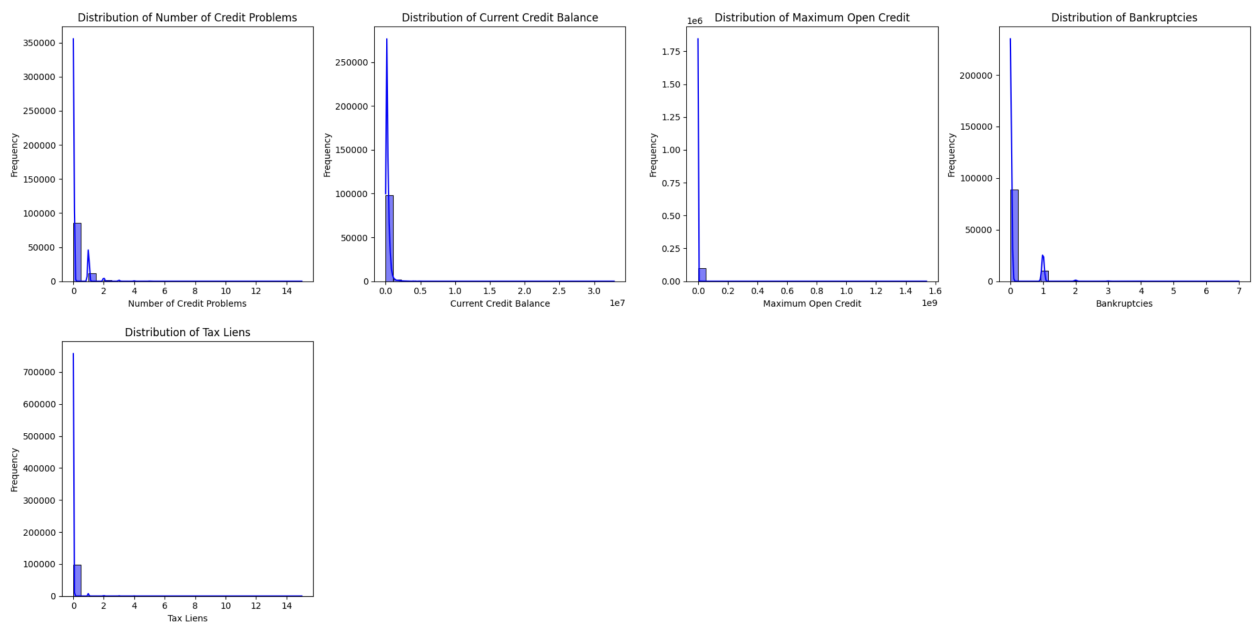 Distribution of Number of Credit Problems
Frequency
350000
300000
250000
200000
150000
100000
50000
0
0 2 4 6 8 10 12 14
Number of Credit Problems
Distribution of Current Credit Balance
Frequency
250000
200000
150000
100000
50000
0
0.0 0.5 1.0 1.5 2.0 2.5 3.0
1e7
Current Credit Balance
1e6
Distribution of Maximum Open Credit
Frequency
1.75
1.50
1.25
1.00
0.75
0.50
0.25
0.00
0.0 0.2 0.4 0.6 0.8 1.0 1.2 1.4 1.6
1e9
Maximum Open Credit
Distribution of Bankruptcies
Frequency
200000
150000
100000
50000
0
0 1 2 3 4 5 6 7
Bankruptcies
Distribution of Tax Liens
Frequency
700000
600000
500000
400000
300000
200000
100000
0
0 2 4 6 8 10 12 14
Tax Liens